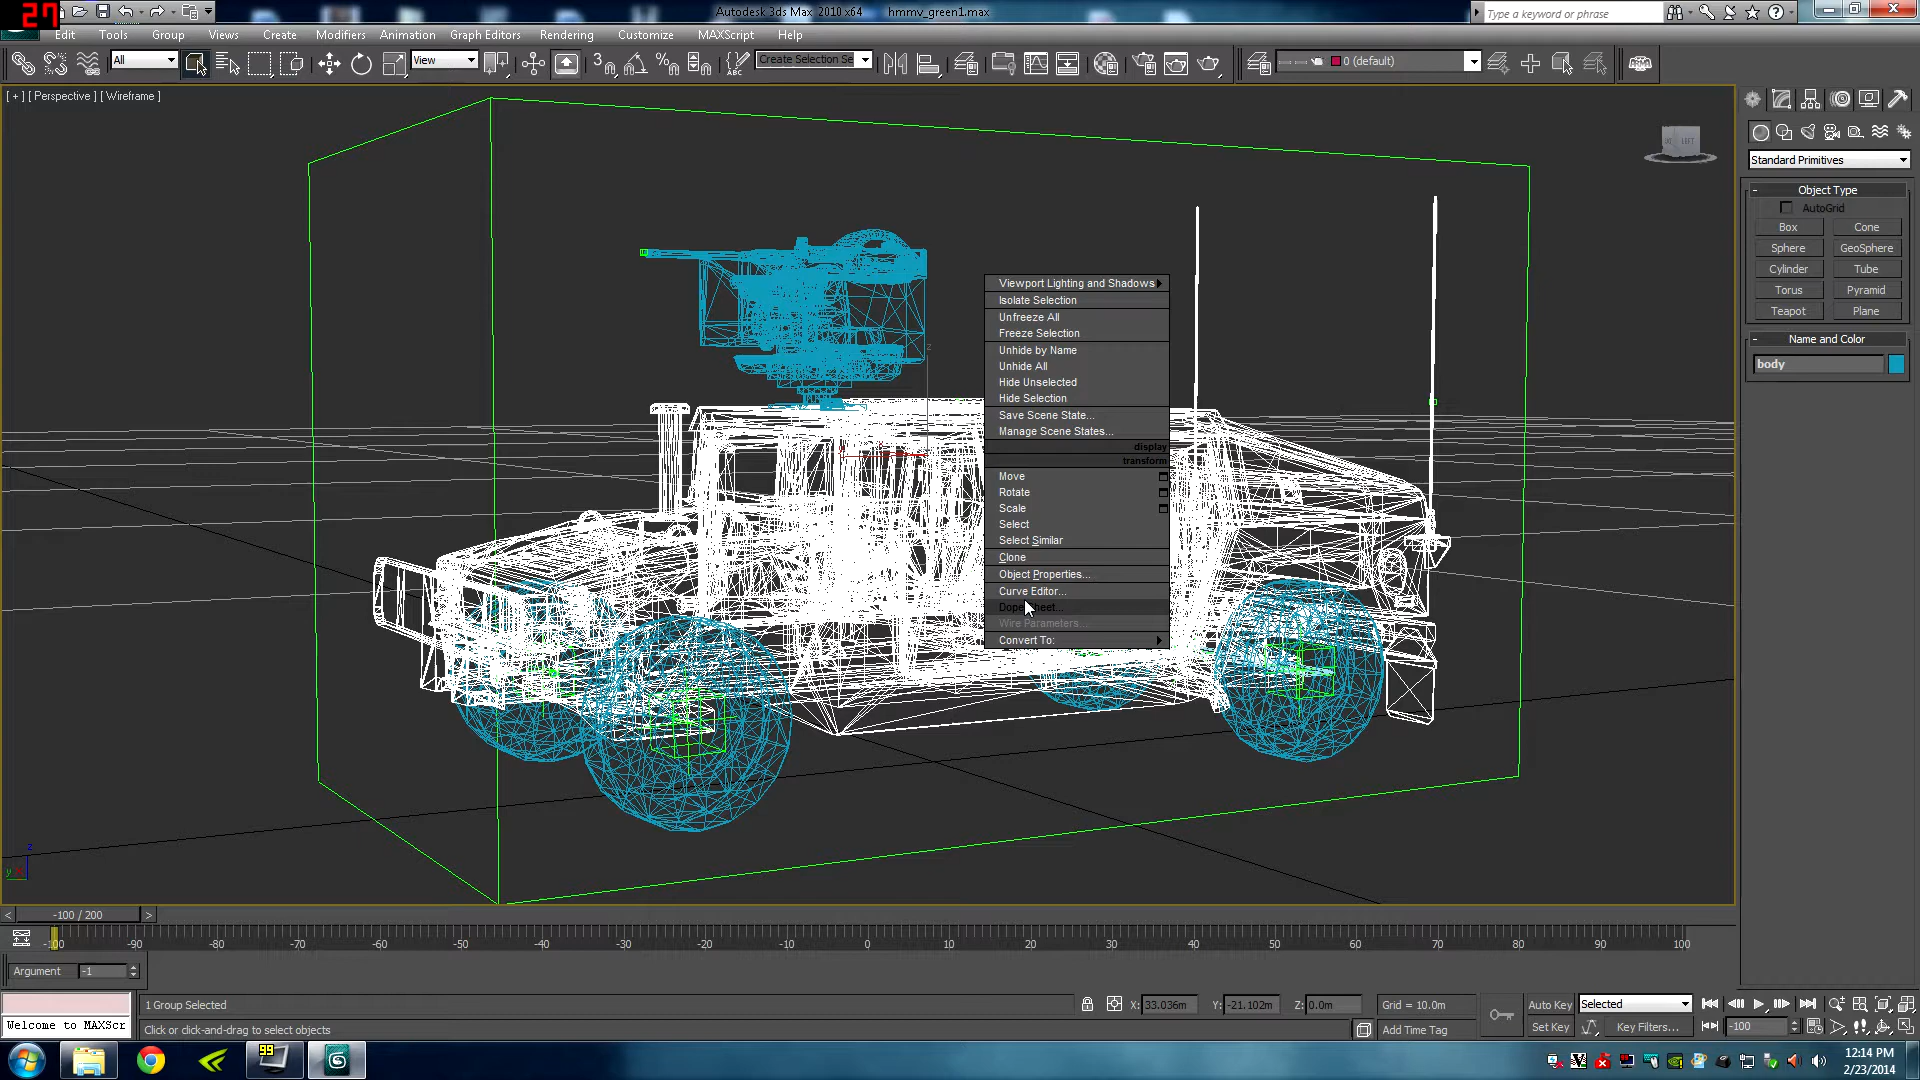 27
Autodesk 3ds Max 2010 x64 hmmv_green1.max
Type a keyword or phrase
Edit Tools Group Views Create Modifiers Animation Graph Editors Rendering Customize MAXScript Help
All
View
3
Create Selection Se
0 (default)
[ + ] [ Perspective ] [ Wireframe ]
LEFT
Standard Primitives
- Object Type
AutoGrid
Box Cone
Sphere GeoSphere
Cylinder Tube
Torus Pyramid
Teapot Plane
- Name and Color
body
Viewport Lighting and Shadows
Isolate Selection
Unfreeze All
Freeze Selection
Unhide by Name
Unhide All
Hide Unselected
Hide Selection
Save Scene State...
Manage Scene States...
display
transform
Move
Rotate
Scale
Select
Select Similar
Clone
Object Properties...
Curve Editor...
Dope Sheet...
Wire Parameters...
Convert To:
z
z
y x
< -100 / 200 >
-100 -90 -80 -70 -60 -50 -40 -30 -20 -10 0 10 20 30 40 50 60 70 80 90 100
Argument -1
1 Group Selected
X: 33.036m Y: -21.102m Z: 0.0m Grid = 10.0m
Auto Key Selected
Welcome to MAXScr
Click or click-and-drag to select objects
Add Time Tag
Set Key Key Filters... -100
99
12:14 PM
2/23/2014